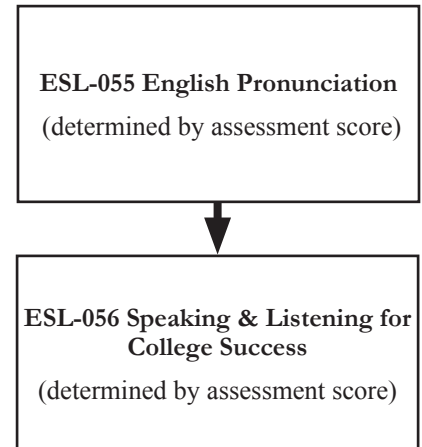 ESL-055 English Pronunciation
(determined by assessment score)
ESL-056 Speaking & Listening for
College Success
(determined by assessment score)